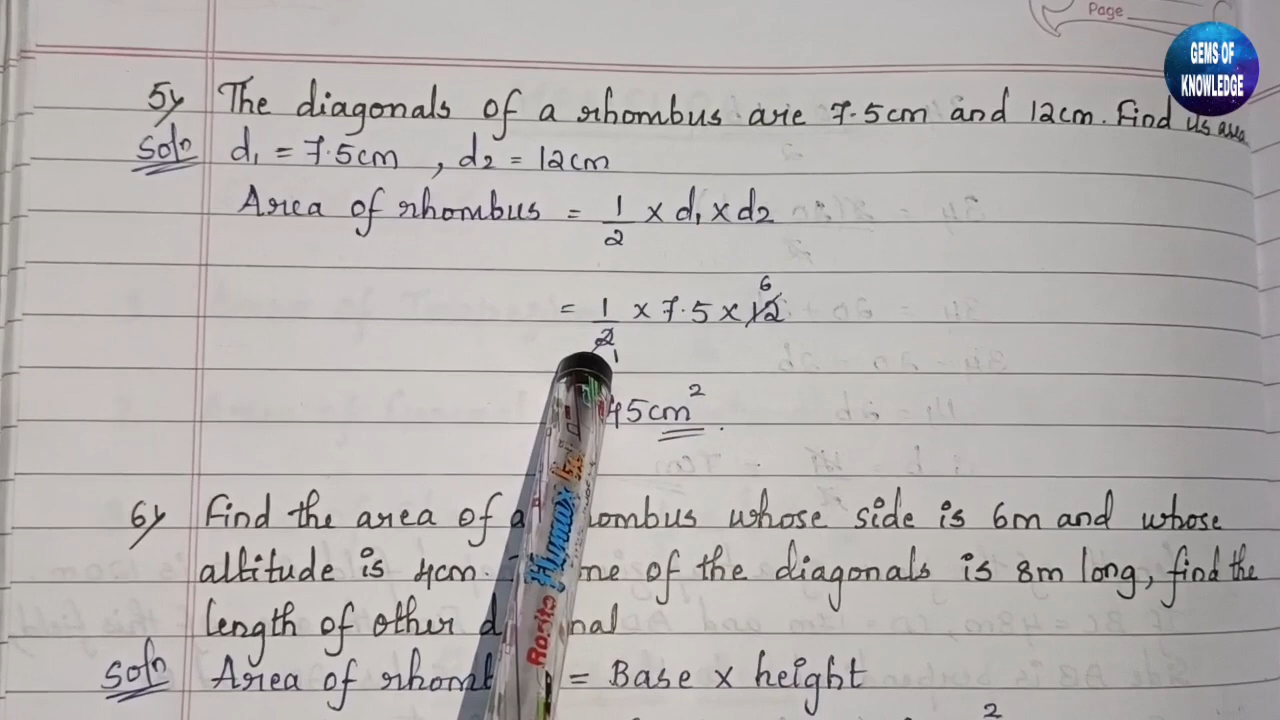 Page
GEMS OF
KNOWLEDGE
5) The diagonals of a rhombus are 7.5cm and 12cm. Find its area
Soln d₁ = 7.5cm , d₂ = 12cm
Area of rhombus = 1/2 x d₁ x d₂
= 1/2 x 7.5 x 12 6
1
45cm²
6) Find the area of a rhombus whose side is 6m and whose
altitude is 4cm. If one of the diagonals is 8m long, find the
length of other diagonal
Soln Area of rhombus = Base x height
2